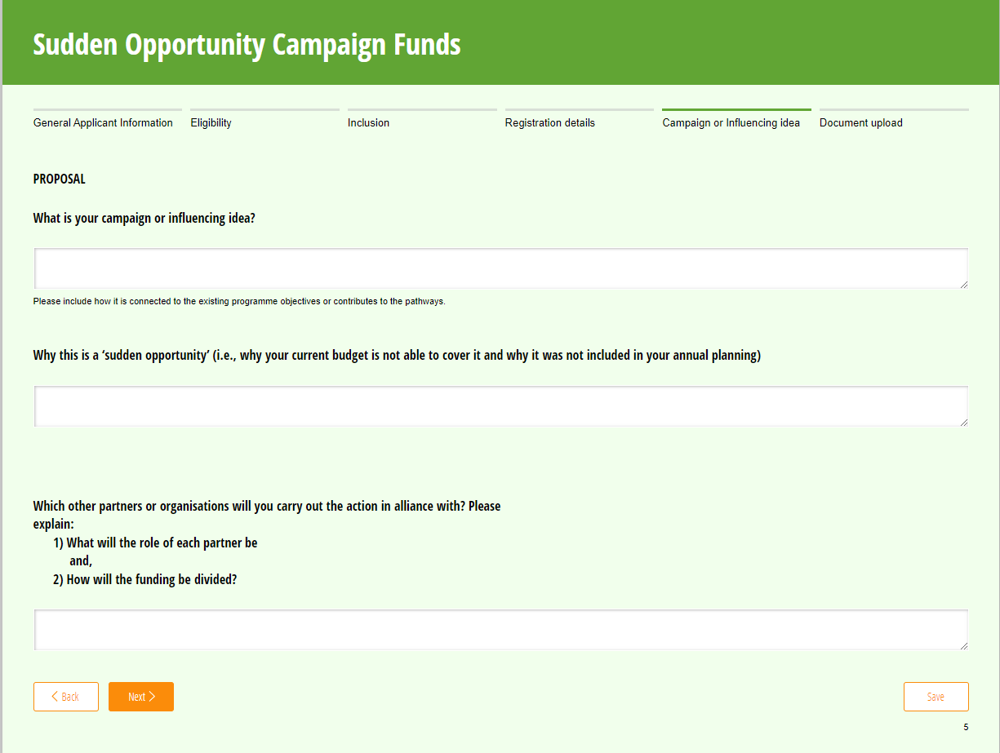 Sudden Opportunity Campaign Funds
General Applicant Information
Eligibility
Inclusion
Registration details
Campaign or Influencing idea
Document upload
PROPOSAL
What is your campaign or influencing idea?
Please include how it is connected to the existing programme objectives or contributes to the pathways.
Why this is a ‘sudden opportunity’ (i.e., why your current budget is not able to cover it and why it was not included in your annual planning)
Which other partners or organisations will you carry out the action in alliance with? Please
explain:
1) What will the role of each partner be
and,
2) How will the funding be divided?
Back
Next
Save
5